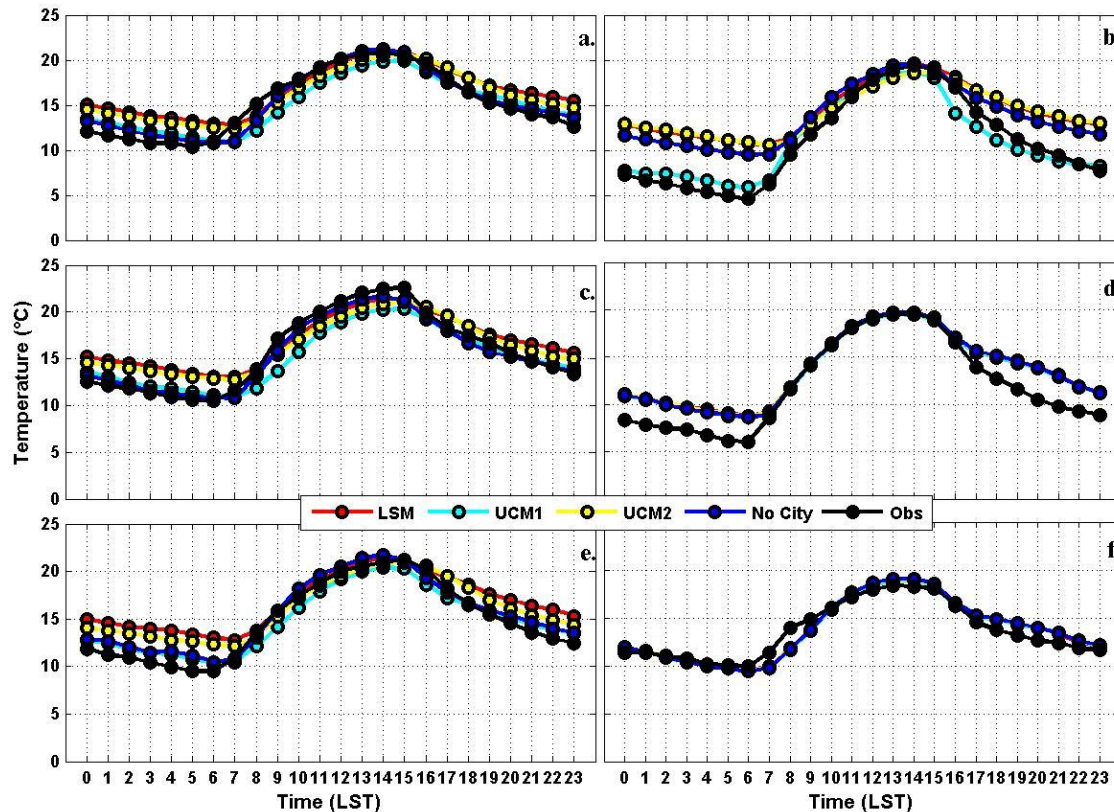 25
20
15
10
5
0
a.
b.
25
20
15
10
5
0
c.
d.
Temperature (°C)
LSM UCM1 UCM2 No City Obs
25
20
15
10
5
0
e.
f.
0 1 2 3 4 5 6 7 8 9 10 11 12 13 14 15 16 17 18 19 20 21 22 23
0 1 2 3 4 5 6 7 8 9 10 11 12 13 14 15 16 17 18 19 20 21 22 23
Time (LST)
Time (LST)